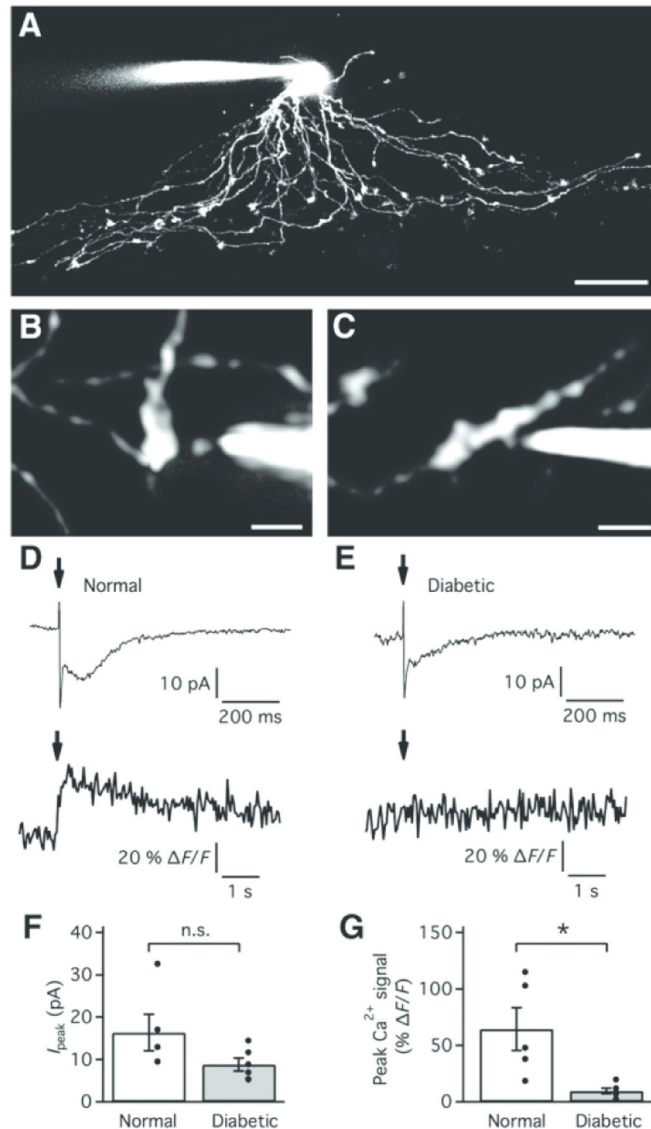 A
B
C
D
Normal
10 pA
200 ms
20 % ΔF/F
1 s
E
Diabetic
10 pA
200 ms
20 % ΔF/F
1 s
F
n.s.
40
30
20
10
0
I peak (pA)
Normal
Diabetic
G
*
150
100
50
0
Peak Ca²⁺ signal
(% ΔF/F)
Normal
Diabetic